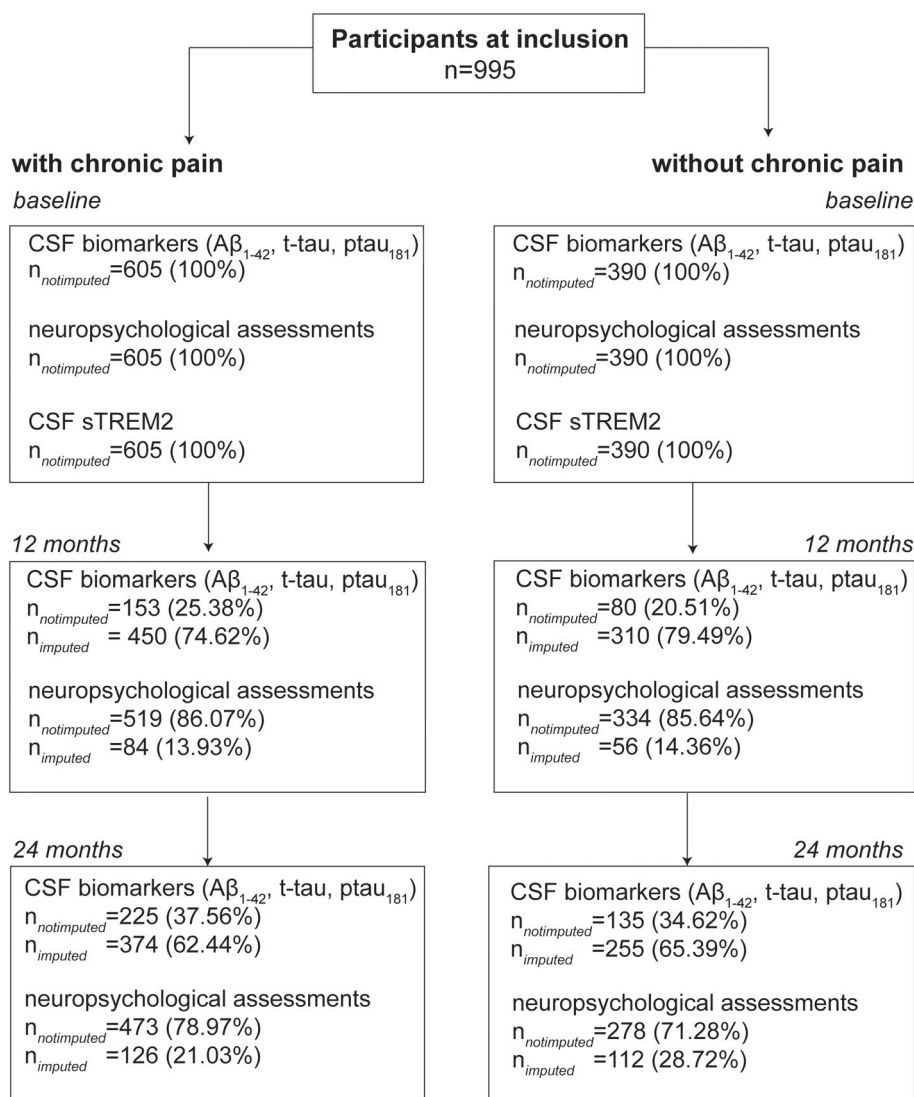 Participants at inclusion
n=995
with chronic pain
baseline
CSF biomarkers (Aβ1-42, t-tau, ptau181)
nnotimputed=605 (100%)
neuropsychological assessments
nnotimputed=605 (100%)
CSF sTREM2
nnotimputed=605 (100%)
12 months
CSF biomarkers (Aβ1-42, t-tau, ptau181)
nnotimputed=153 (25.38%)
nimputed = 450 (74.62%)
neuropsychological assessments
nnotimputed=519 (86.07%)
nimputed =84 (13.93%)
24 months
CSF biomarkers (Aβ1-42, t-tau, ptau181)
nnotimputed=225 (37.56%)
nimputed =374 (62.44%)
neuropsychological assessments
nnotimputed=473 (78.97%)
nimputed =126 (21.03%)
without chronic pain
baseline
CSF biomarkers (Aβ1-42, t-tau, ptau181)
nnotimputed=390 (100%)
neuropsychological assessments
nnotimputed=390 (100%)
CSF sTREM2
nnotimputed=390 (100%)
12 months
CSF biomarkers (Aβ1-42, t-tau, ptau181)
nnotimputed=80 (20.51%)
nimputed =310 (79.49%)
neuropsychological assessments
nnotimputed=334 (85.64%)
nimputed =56 (14.36%)
24 months
CSF biomarkers (Aβ1-42, t-tau, ptau181)
nnotimputed=135 (34.62%)
nimputed =255 (65.39%)
neuropsychological assessments
nnotimputed=278 (71.28%)
nimputed =112 (28.72%)